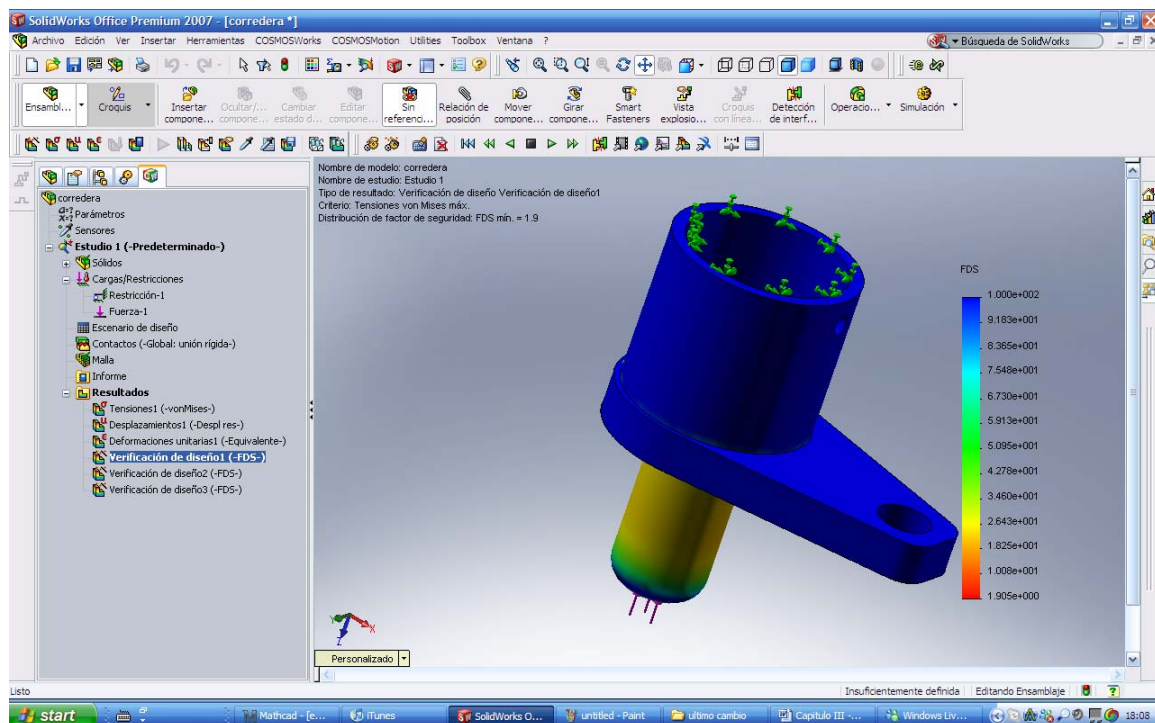 SolidWorks Office Premium 2007 - [corredera *]
Archivo Edición Ver Insertar Herramientas COSMOSWorks COSMOSMotion Utilities Toolbox Ventana ?
Búsqueda de SolidWorks
Ensambl... Croquis Insertar compone... Ocultar/... compone... Cambiar estado d... Editar compone... Sin referenci... Relación de posición Mover compone... Girar compone... Smart Fasteners Vista explosio... Croquis con línea... Detección de interf... Operacio... Simulación
corredera
Parámetros
Sensores
Estudio 1 (-Predeterminado-)
Sólidos
Cargas/Restricciones
Restricción-1
Fuerza-1
Escenario de diseño
Contactos (-Global: unión rígida-)
Malla
Informe
Resultados
Tensiones1 (-vonMises-)
Desplazamientos1 (-Despl res-)
Deformaciones unitarias1 (-Equivalente-)
Verificación de diseño1 (-FDS-)
Verificación de diseño2 (-FDS-)
Verificación de diseño3 (-FDS-)
Nombre de modelo: corredera
Nombre de estudio: Estudio 1
Tipo de resultado: Verificación de diseño Verificación de diseño1
Criterio: Tensiones von Mises máx.
Distribución de factor de seguridad: FDS mín. = 1.9
FDS
1.000e+002
9.183e+001
8.365e+001
7.548e+001
6.730e+001
5.913e+001
5.095e+001
4.278e+001
3.460e+001
2.643e+001
1.825e+001
1.008e+001
1.905e+000
X
Z
Personalizado
Listo
Insuficientemente definida Editando Ensamblaje
start
Mathcad - [e...
iTunes
SolidWorks O...
untitled - Paint
ultimo cambio
Capitulo III -...
Windows Liv...
18:08